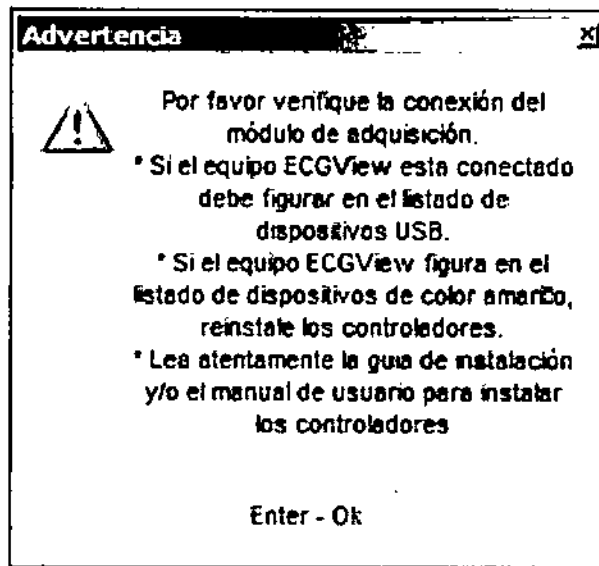 Advertencia
Por favor verifique la conexión del
módulo de adquisición.
* Si el equipo ECGView esta conectado
debe figurar en el listado de
dispositivos USB.
* Si el equipo ECGView figura en el
listado de dispositivos de color amarillo,
reinstale los controladores.
* Lea atentamente la guia de instalación
y/o el manual de usuario para instalar
los controladores
Enter - Ok